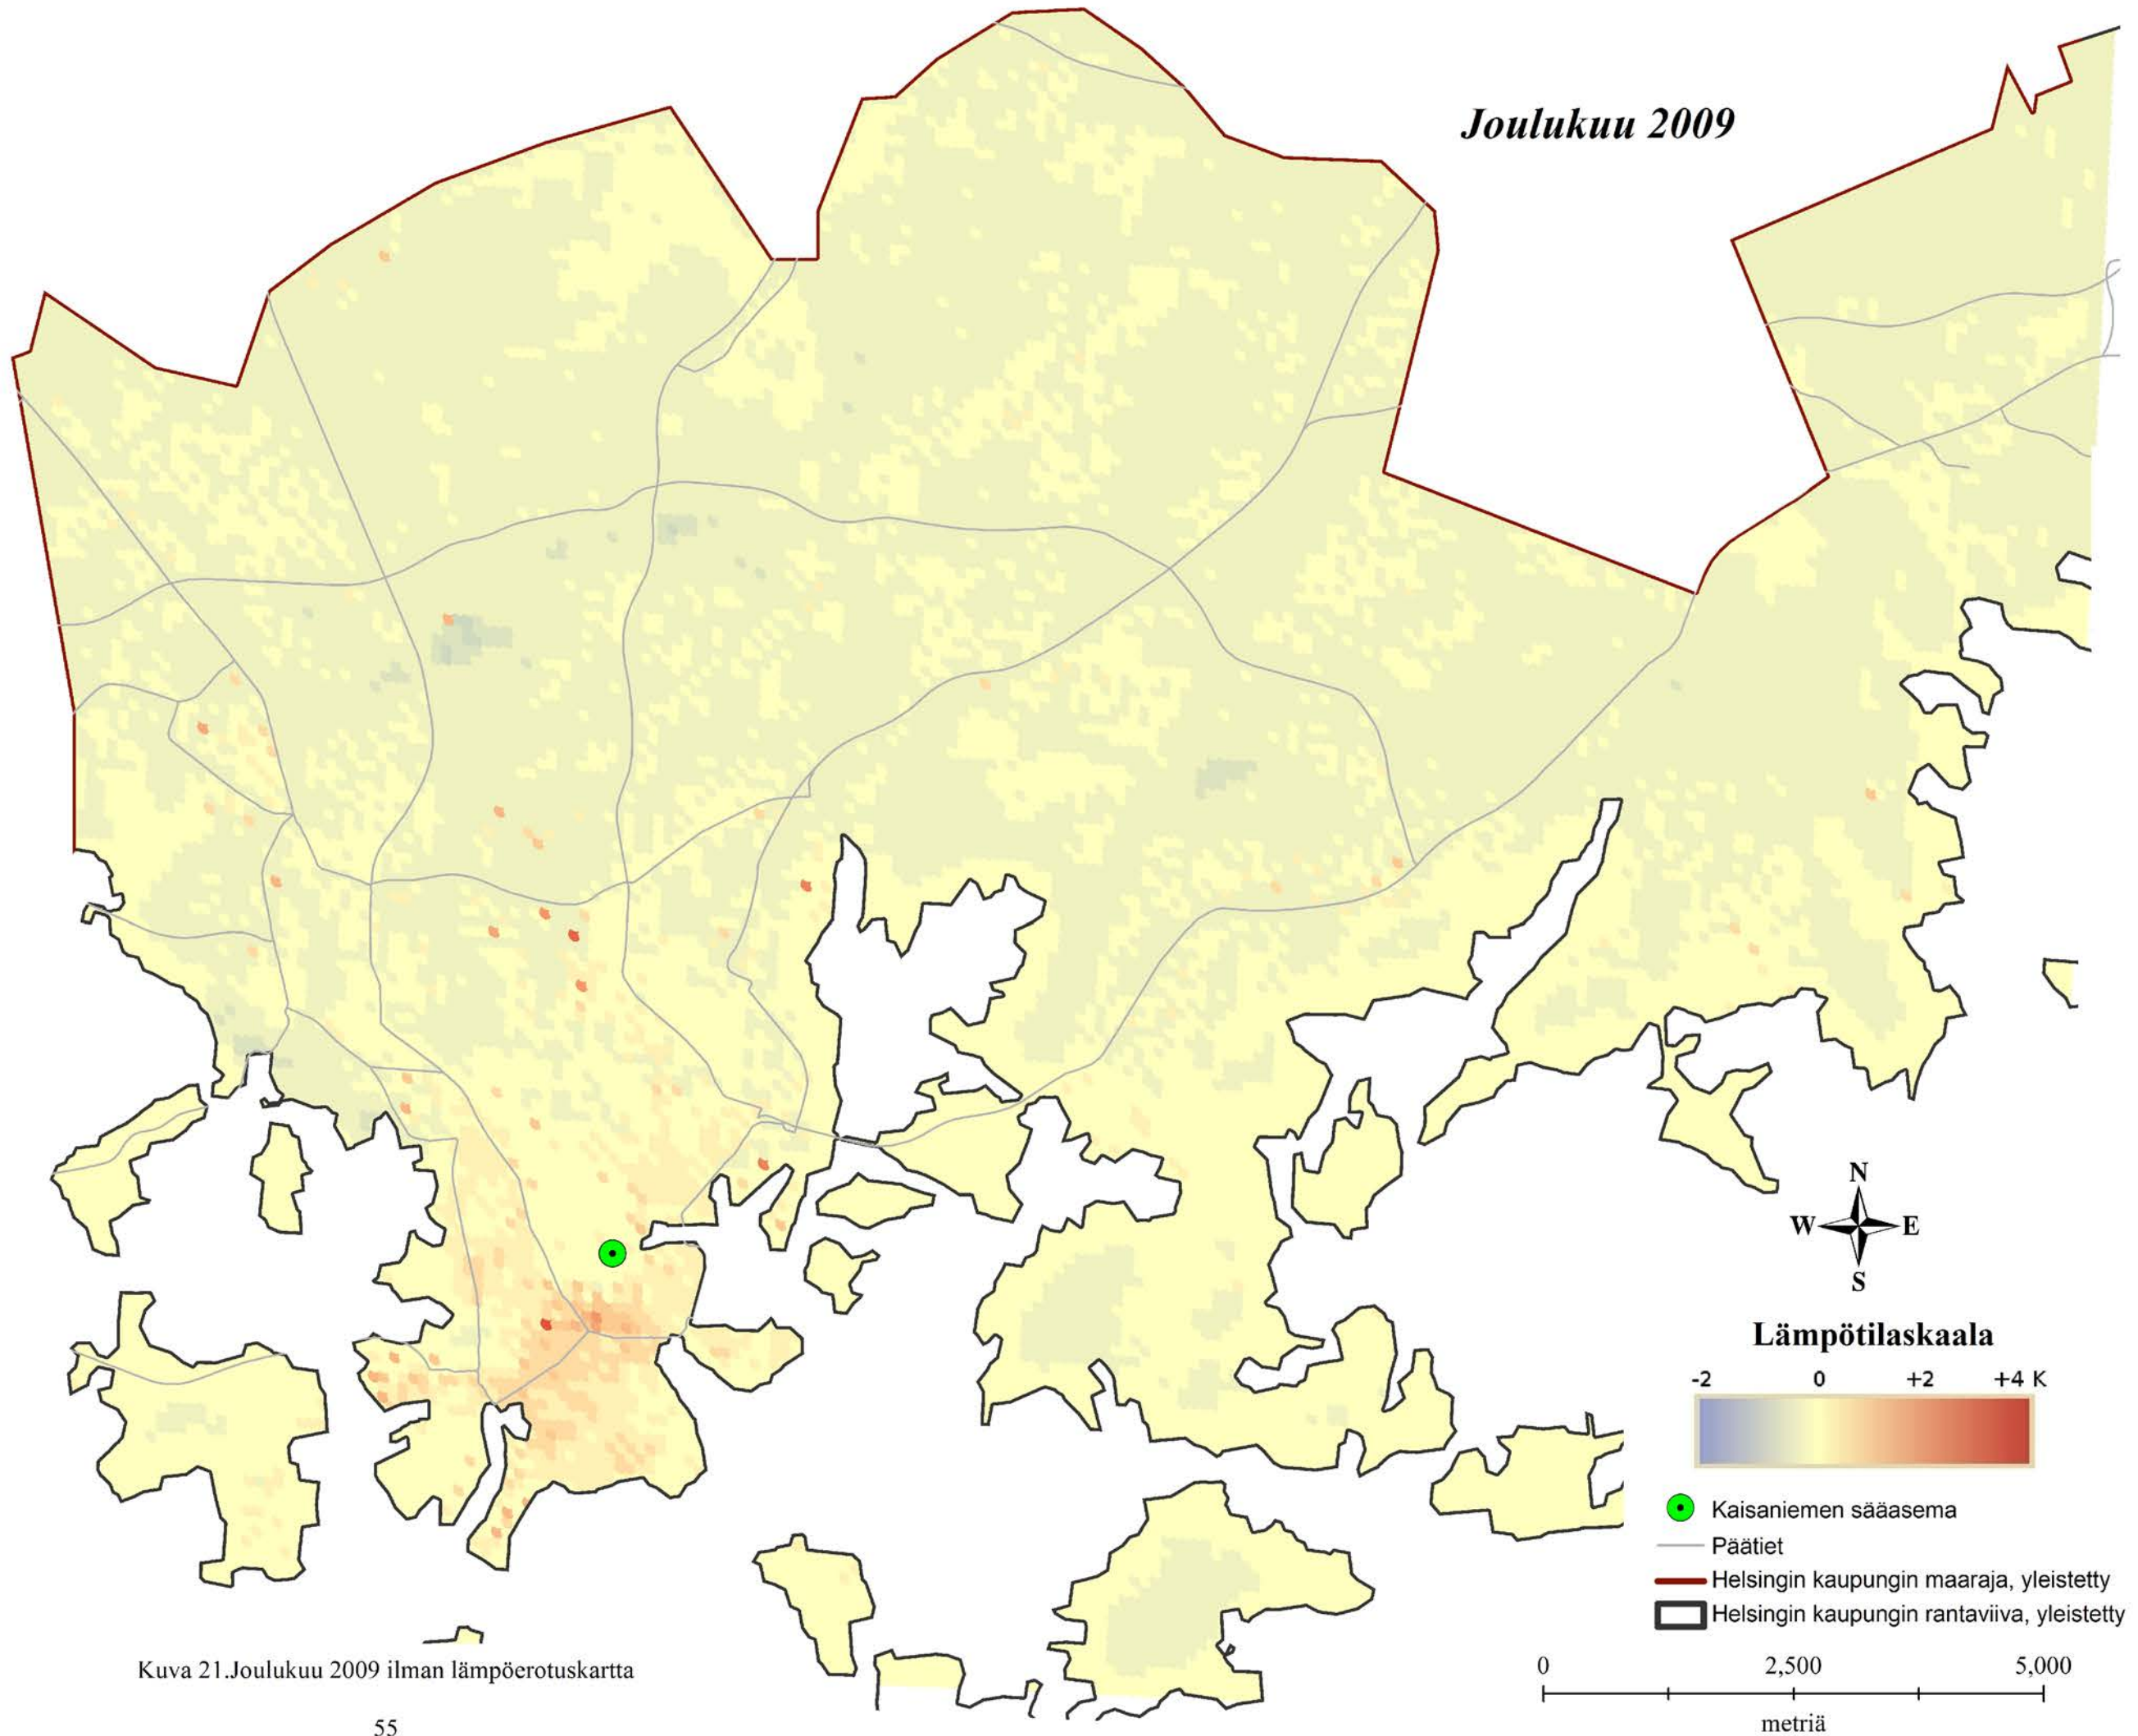 Joulukuu 2009
N
W E
S
Lämpötilaskaala
-2 0 +2 +4 K
Kaisaniemen sääasema
Päätiet
Helsingin kaupungin maaraja, yleistetty
Helsingin kaupungin rantaviiva, yleistetty
0 2,500 5,000
metriä
Kuva 21.Joulukuu 2009 ilman lämpöerotuskartta
55